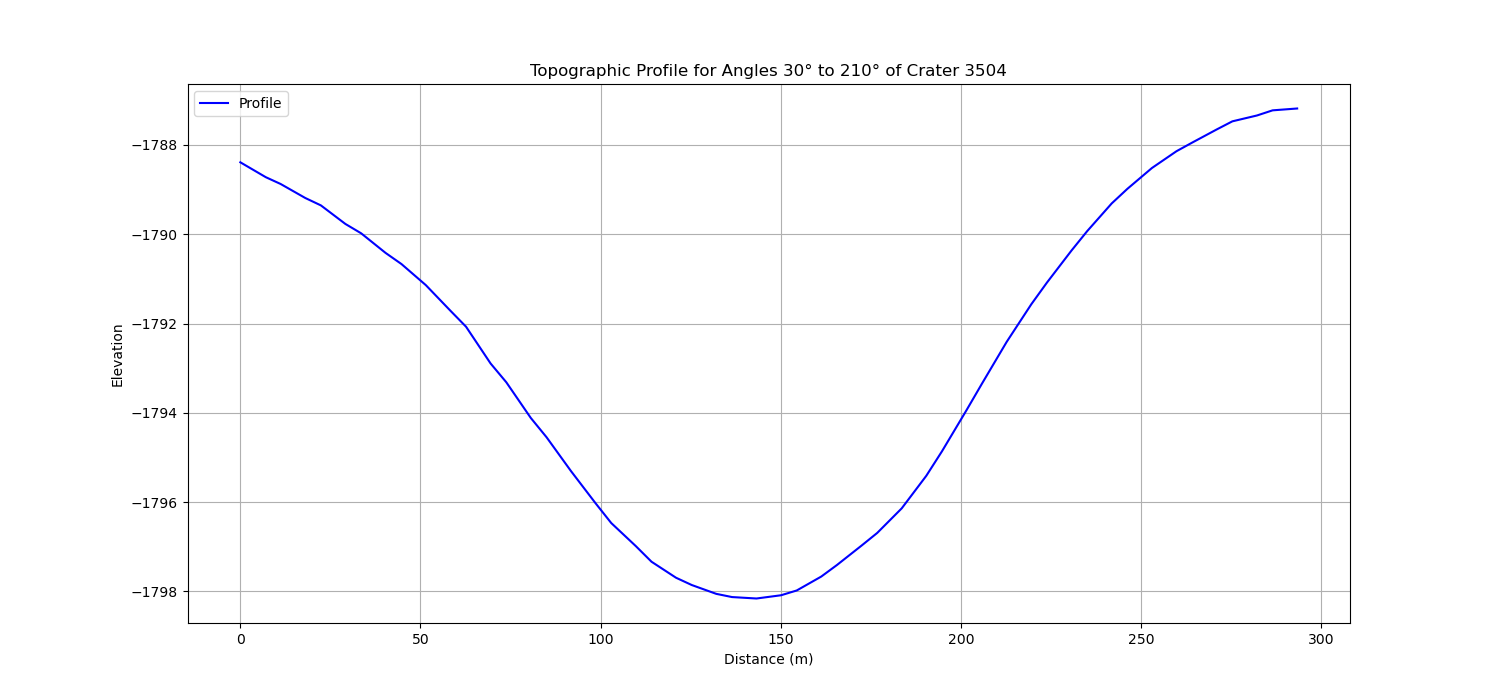 Topographic Profile for Angles 30° to 210° of Crater 3504
Profile
−1788
−1790
−1792
−1794
−1796
−1798
Elevation
0 50 100 150 200 250 300
Distance (m)